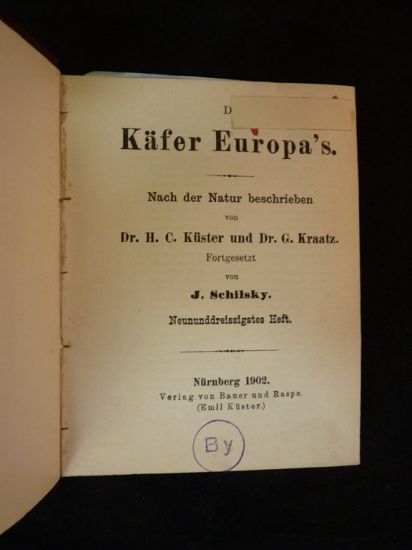 D
Käfer Europa's.
Nach der Natur beschrieben
von
Dr. H. C. Küster und Dr. G. Kraatz.
Fortgesetzt
von
J. Schilsky.
Neununddreissigstes Heft.
Nürnberg 1902.
Verlag von Bauer und Raspe.
(Emil Küster.)
By